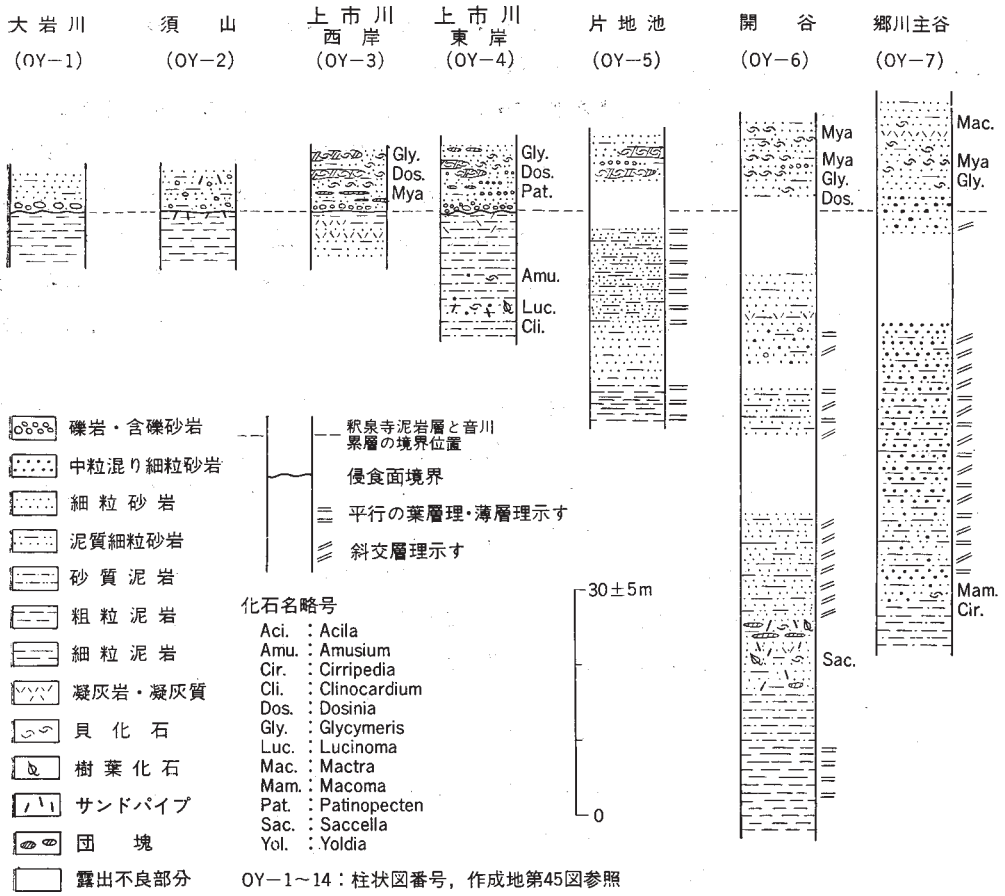 大岩川
(OY-1)
須 山
(OY-2)
上市川
西岸
(OY-3)
上市川
東岸
(OY-4)
片地池
(OY-5)
開 谷
(OY-6)
郷川主谷
(OY-7)
Gly.
Dos.
Mya
Gly.
Dos.
Pat.
Amu.
Luc.
Cli.
Mya
Mya
Gly.
Dos.
Sac.
Mac.
Mya
Gly.
Mam.
Cir.
礫岩・含礫砂岩
中粒混り細粒砂岩
細粒砂岩
泥質細粒砂岩
砂質泥岩
粗粒泥岩
細粒泥岩
凝灰岩・凝灰質
貝化石
樹葉化石
サンドパイプ
団 塊
露出不良部分
釈泉寺泥岩層と音川
累層の境界位置
侵食面境界
平行の葉層理・薄層理示す
斜交層理示す
化石名略号
Aci. : Acila
Amu. : Amusium
Cir. : Cirripedia
Cli. : Clinocardium
Dos. : Dosinia
Gly. : Glycymeris
Luc. : Lucinoma
Mac. : Mactra
Mam. : Macoma
Pat. : Patinopecten
Sac. : Saccella
Yol. : Yoldia
30±5m
0
OY-1~14:柱状図番号,作成地第45図参照